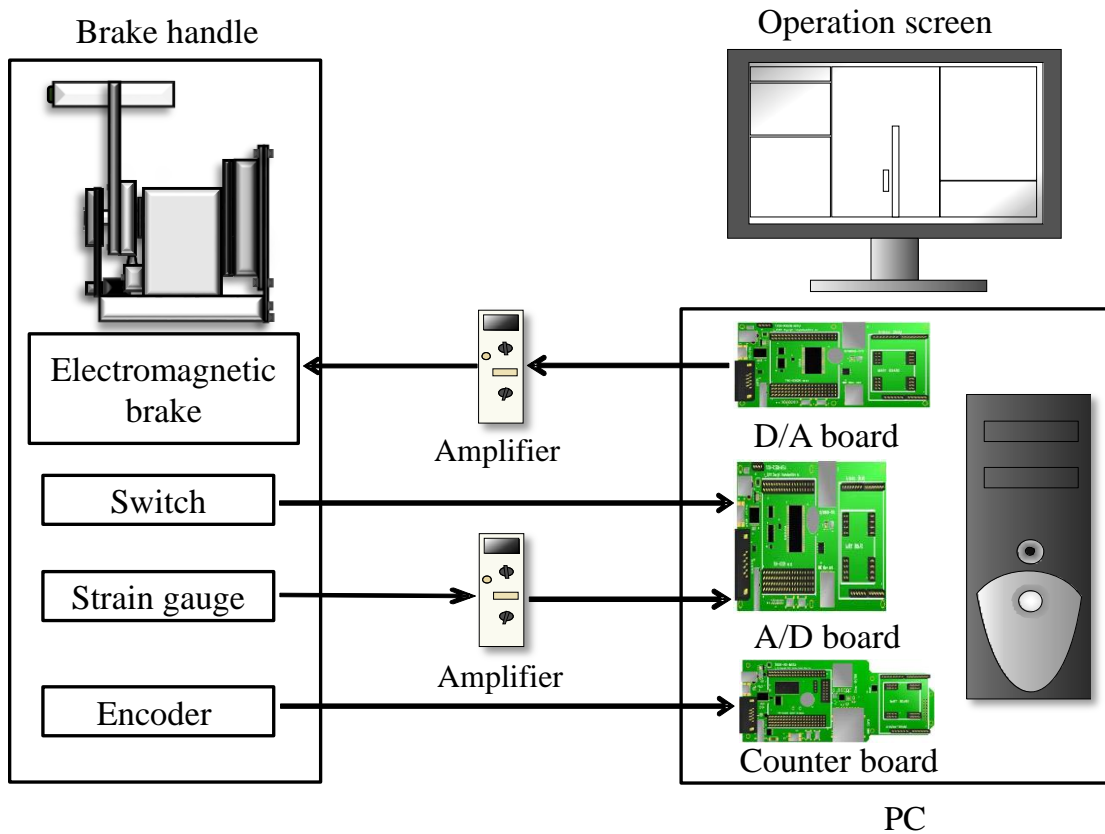 Brake handle
Operation screen
Electromagnetic
brake
Amplifier
D/A board
Switch
Strain gauge
Amplifier
A/D board
Encoder
Counter board
PC